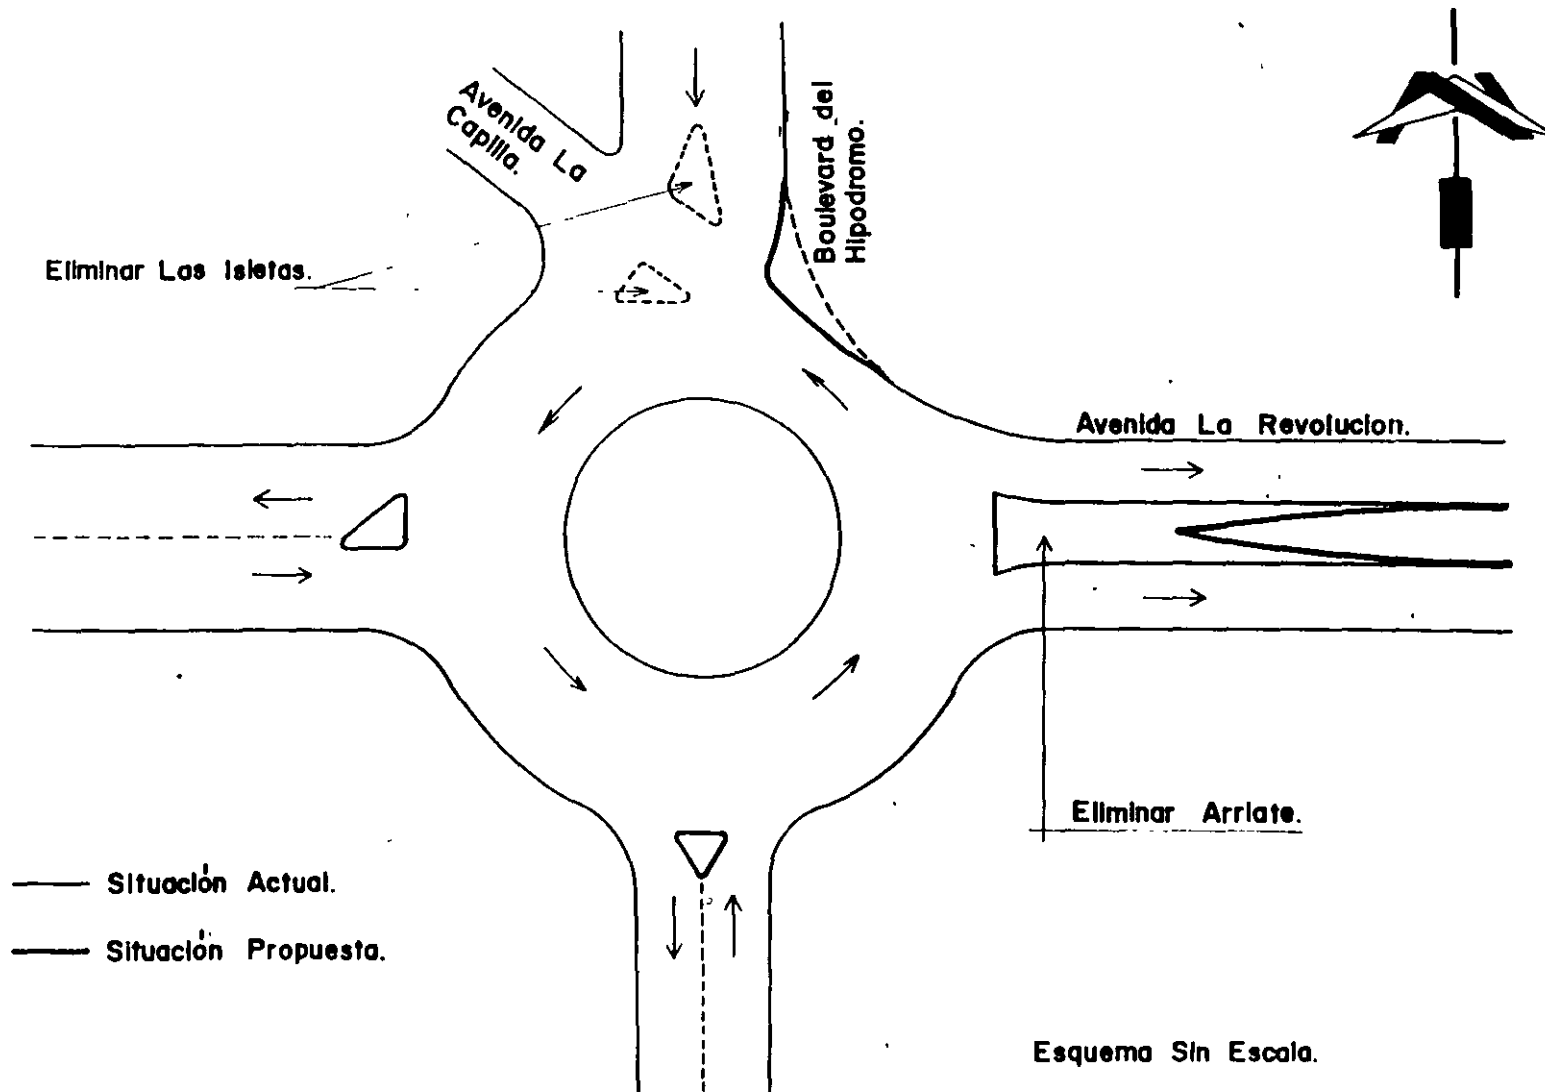 Avenida La
Capilla.
Boulevard del
Hipodromo.
Eliminar Las Isletas.
Avenida La Revolucion.
Eliminar Arriate.
Situación Actual.
Situación Propuesta.
Esquema Sin Escala.